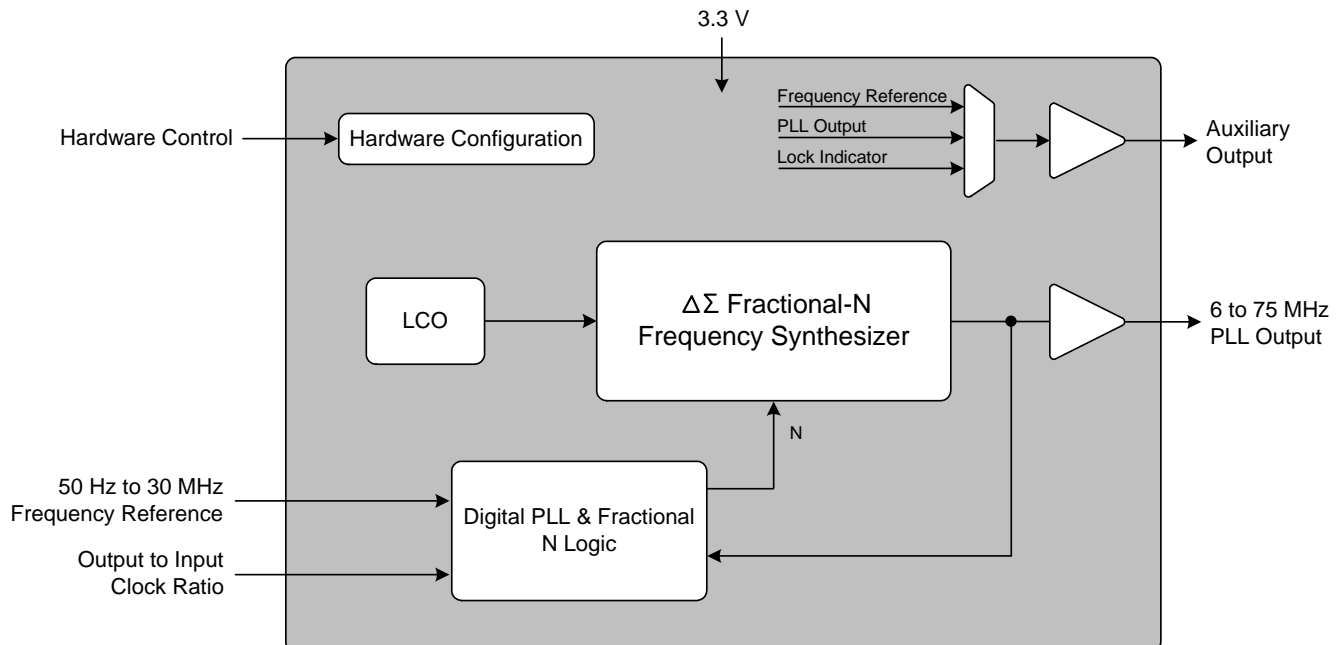 3.3 V
Hardware Control
Hardware Configuration
Frequency Reference
PLL Output
Lock Indicator
Auxiliary
Output
LCO
ΔΣ Fractional-N
Frequency Synthesizer
6 to 75 MHz
PLL Output
N
50 Hz to 30 MHz
Frequency Reference
Digital PLL & Fractional
N Logic
Output to Input
Clock Ratio